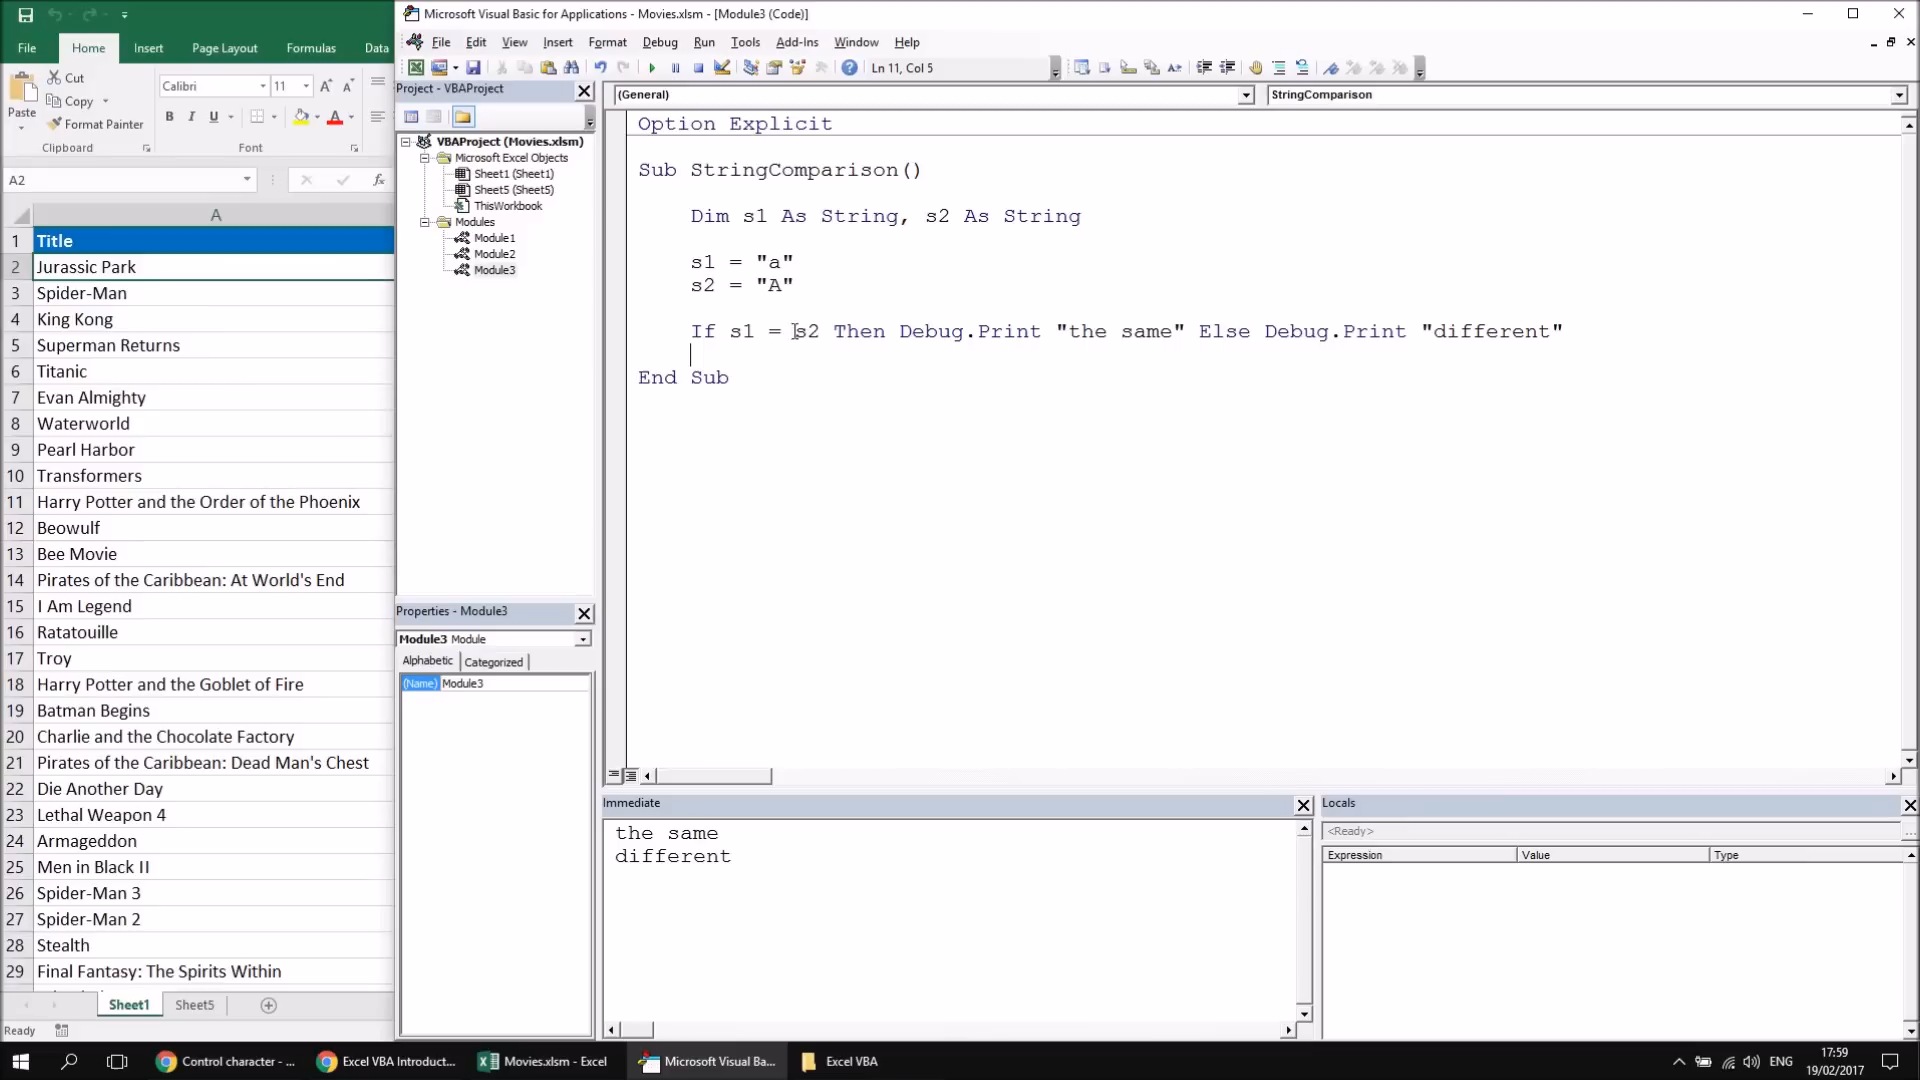 Microsoft Visual Basic for Applications - Movies.xlsm - [Module3 (Code)]
File Home Insert Page Layout Formulas Data
File Edit View Insert Format Debug Run Tools Add-Ins Window Help
Paste
Cut
Copy
Format Painter
Clipboard
Calibri 11
B I U
Font
Ln 11, Col 5
A2
fx
A
1 Title
2 Jurassic Park
3 Spider-Man
4 King Kong
5 Superman Returns
6 Titanic
7 Evan Almighty
8 Waterworld
9 Pearl Harbor
10 Transformers
11 Harry Potter and the Order of the Phoenix
12 Beowulf
13 Bee Movie
14 Pirates of the Caribbean: At World's End
15 I Am Legend
16 Ratatouille
17 Troy
18 Harry Potter and the Goblet of Fire
19 Batman Begins
20 Charlie and the Chocolate Factory
21 Pirates of the Caribbean: Dead Man's Chest
22 Die Another Day
23 Lethal Weapon 4
24 Armageddon
25 Men in Black II
26 Spider-Man 3
27 Spider-Man 2
28 Stealth
29 Final Fantasy: The Spirits Within
Sheet1 Sheet5
Ready
Project - VBAProject
VBAProject (Movies.xlsm)
Microsoft Excel Objects
Sheet1 (Sheet1)
Sheet5 (Sheet5)
ThisWorkbook
Modules
Module1
Module2
Module3
Properties - Module3
Module3 Module
Alphabetic Categorized
(Name) Module3
(General) StringComparison
Option Explicit
Sub StringComparison()
Dim s1 As String, s2 As String
s1 = "a"
s2 = "A"
If s1 = s2 Then Debug.Print "the same" Else Debug.Print "different"
End Sub
Immediate
the same
different
Locals
<Ready>
Expression Value Type
Control character - ...
Excel VBA Introduct...
Movies.xlsm - Excel
Microsoft Visual Ba...
Excel VBA
ENG
17:59
19/02/2017